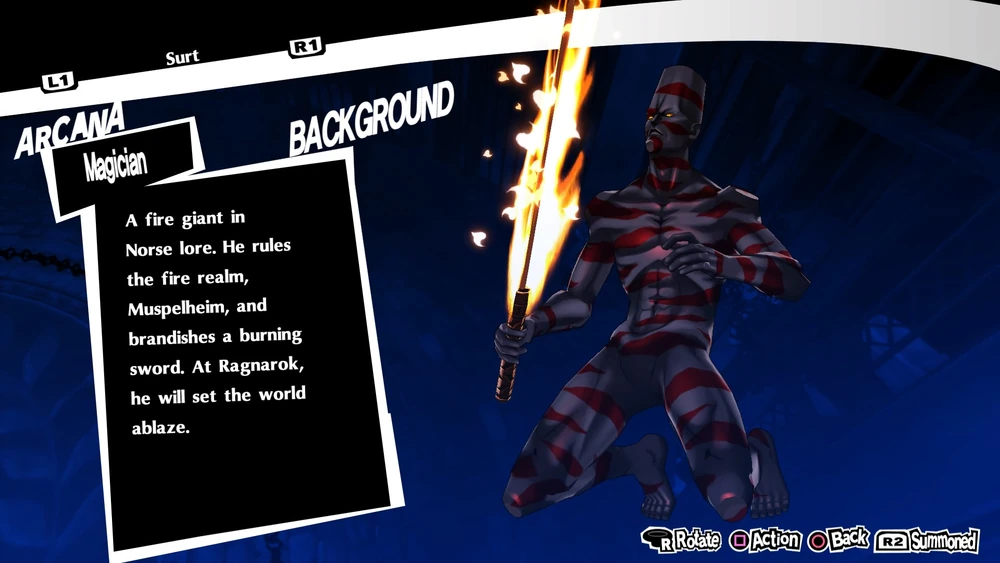 L1
Surt
R1
ARCANA
Magician
BACKGROUND
A fire giant in
Norse lore. He rules
the fire realm,
Muspelheim, and
brandishes a burning
sword. At Ragnarok,
he will set the world
ablaze.
R Rotate Action Back R2 Summoned